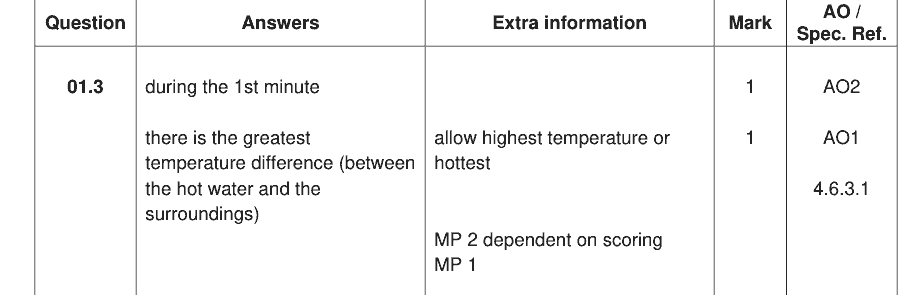 Question Answers Extra information Mark AO /
Spec. Ref.
01.3 during the 1st minute 1 AO2
there is the greatest allow highest temperature or 1 AO1
temperature difference (between hottest
the hot water and the 4.6.3.1
surroundings)
MP 2 dependent on scoring
MP 1